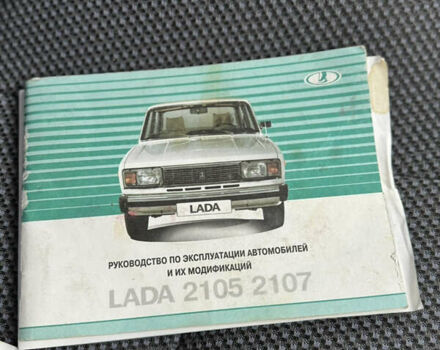 LADA
РУКОВОДСТВО ПО ЭКСПЛУАТАЦИИ АВТОМОБИЛЕЙ
И ИХ МОДИФИКАЦИЙ
LADA 2105 2107